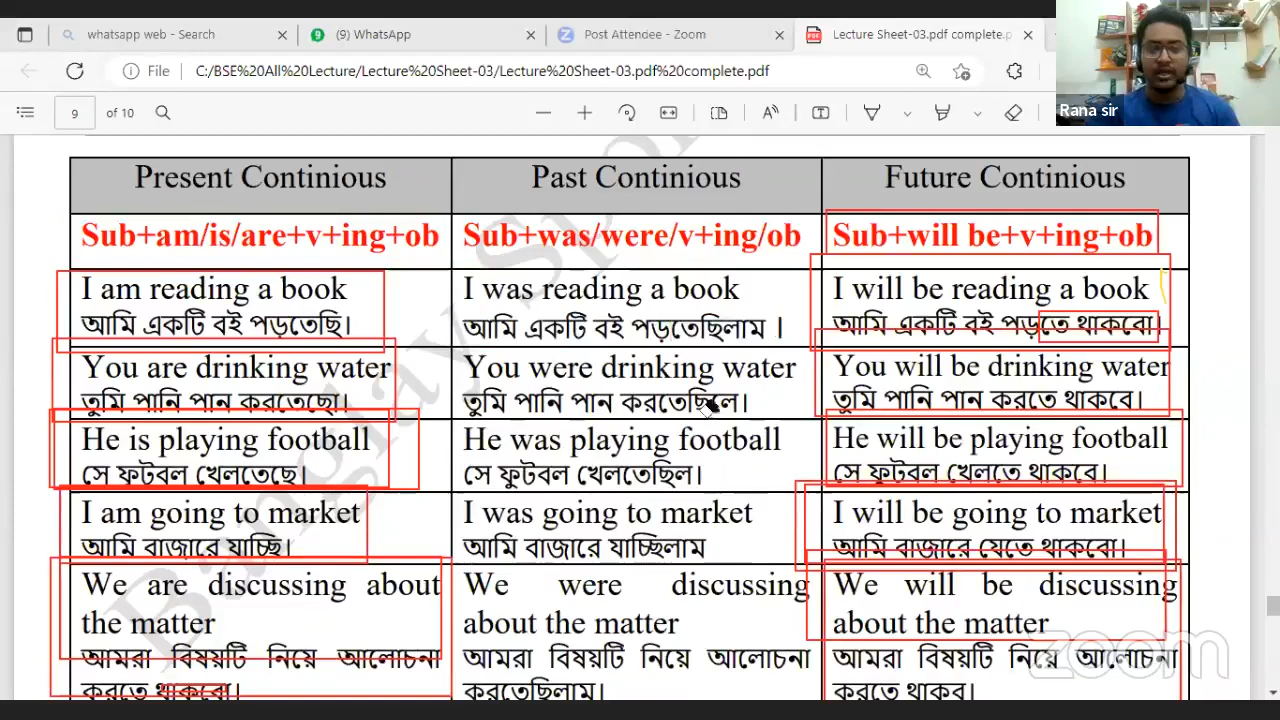 whatsapp web - Search
(9) WhatsApp
Post Attendee - Zoom
Lecture Sheet-03.pdf complete.p
File
C:/BSE%20All%20Lecture/Lecture%20Sheet-03/Lecture%20Sheet-03.pdf%20complete.pdf
Rana sir
9 of 10
Present Continious
Past Continious
Future Continious
Sub+am/is/are+v+ing+ob
Sub+was/were/v+ing/ob
Sub+will be+v+ing+ob
I am reading a book
আমি একটি বই পড়তেছি।
I was reading a book
আমি একটি বই পড়তেছিলাম।
I will be reading a book
আমি একটি বই পড়তে থাকবো।
You are drinking water
তুমি পানি পান করতেছো।
You were drinking water
তুমি পানি পান করতেছিলে।
You will be drinking water
তুমি পানি পান করতে থাকবে।
He is playing football
সে ফুটবল খেলতেছে।
He was playing football
সে ফুটবল খেলতেছিল।
He will be playing football
সে ফুটবল খেলতে থাকবে।
I am going to market
আমি বাজারে যাচ্ছি।
I was going to market
আমি বাজারে যাচ্ছিলাম
I will be going to market
আমি বাজারে যেতে থাকবো।
We are discussing about
the matter
আমরা বিষয়টি নিয়ে আলোচনা
করতে থাকবো।
We were discussing
about the matter
আমরা বিষয়টি নিয়ে আলোচনা
করতেছিলাম।
We will be discussing
about the matter
আমরা বিষয়টি নিয়ে আলোচনা
করতে থাকব।
zoom